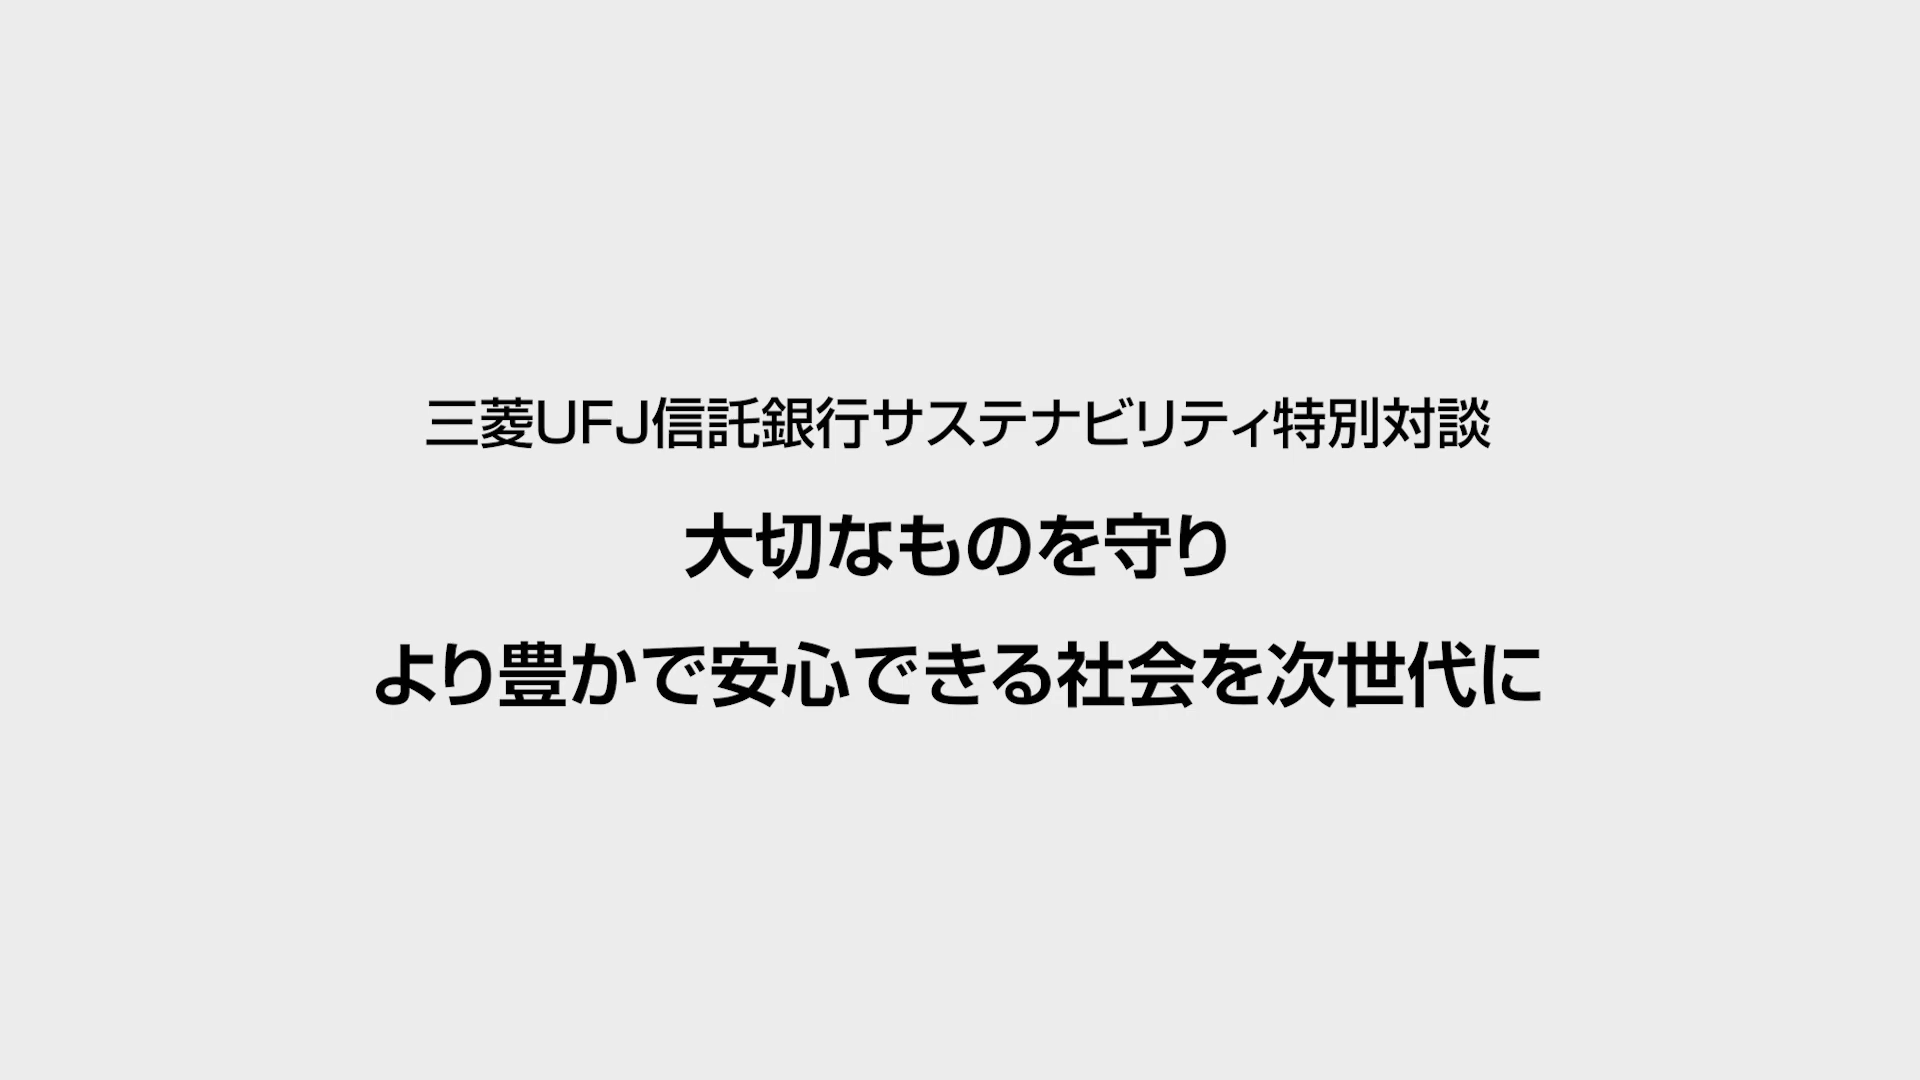 三菱UFJ信託銀行サステナビリティ特別対談
大切なものを守り
より豊かで安心できる社会を次世代に